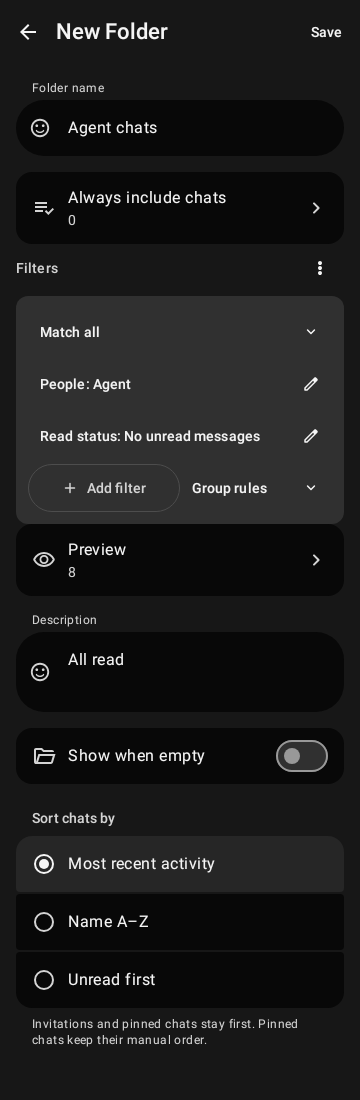 New Folder
Save
Folder name
Agent chats
Always include chats
0
Filters
Match all
People: Agent
Read status: No unread messages
Add filter
Group rules
Preview
8
Description
All read
Show when empty
Sort chats by
Most recent activity
Name A–Z
Unread first
Invitations and pinned chats stay first. Pinned
chats keep their manual order.